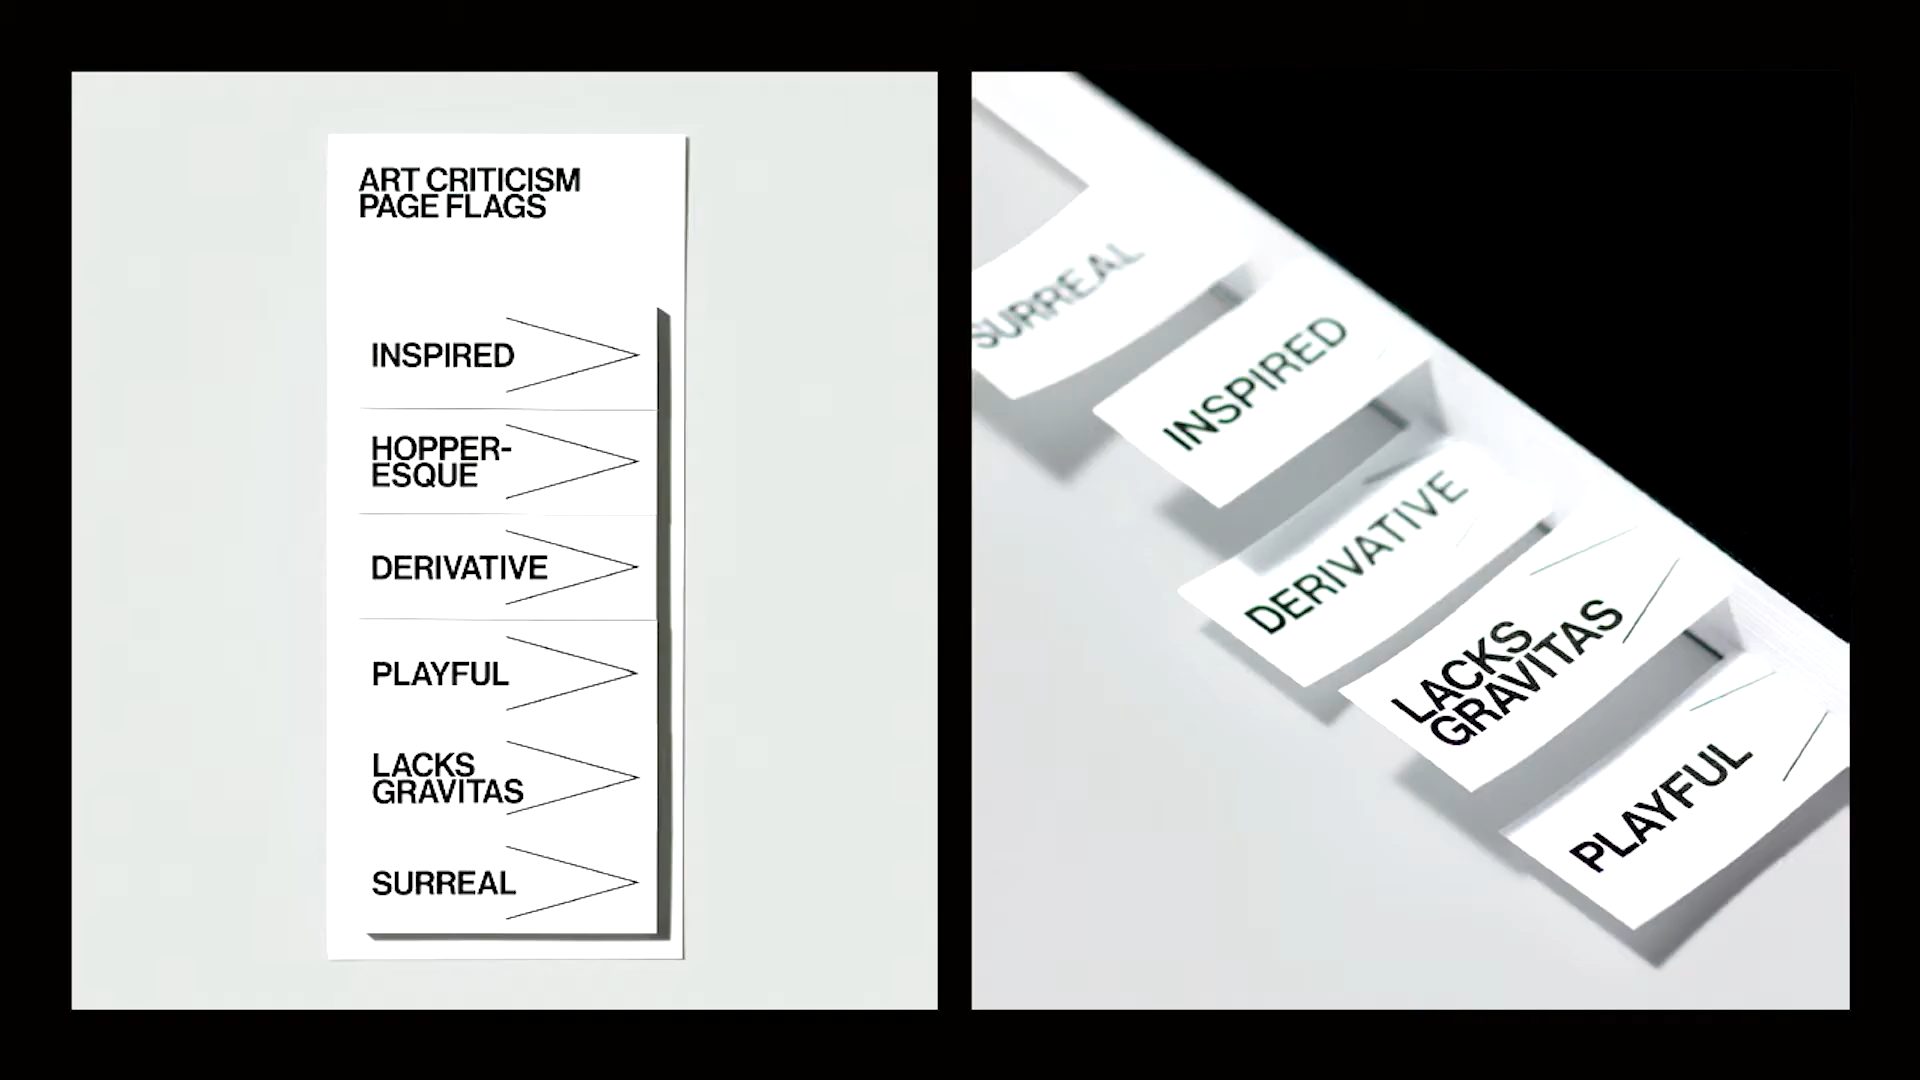 ART CRITICISM
PAGE FLAGS
INSPIRED
HOPPER-
ESQUE
DERIVATIVE
PLAYFUL
LACKS
GRAVITAS
SURREAL
SURREAL
INSPIRED
DERIVATIVE
LACKS
GRAVITAS
PLAYFUL